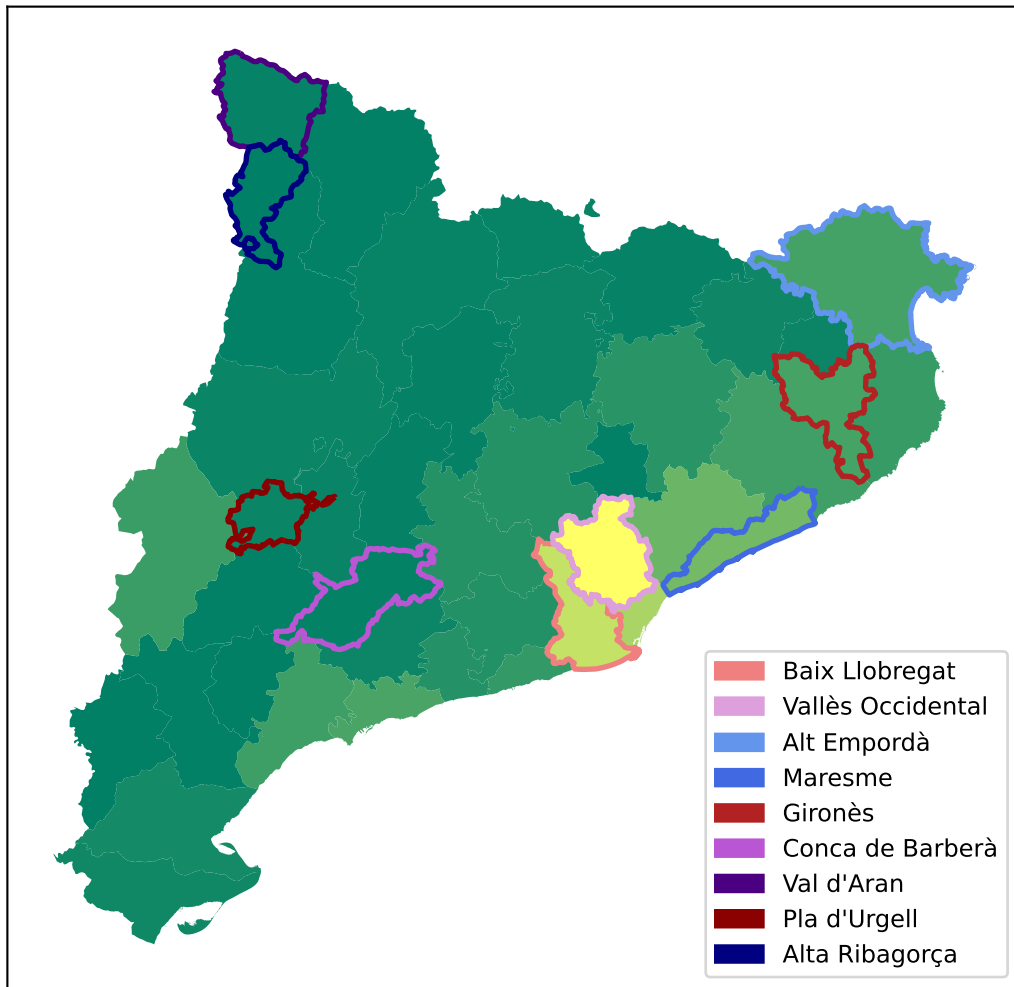 Baix Llobregat
Vallès Occidental
Alt Empordà
Maresme
Gironès
Conca de Barberà
Val d'Aran
Pla d'Urgell
Alta Ribagorça